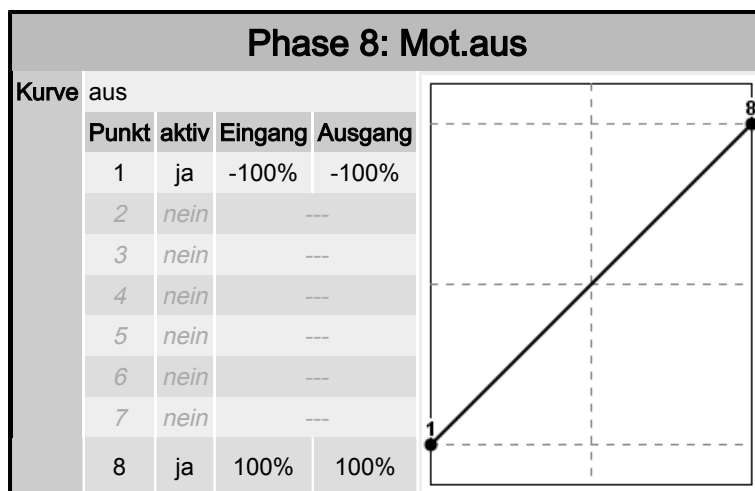 Phase 8: Mot.aus
Kurve aus
Punkt aktiv Eingang Ausgang
1 ja -100% -100%
2 nein ---
3 nein ---
4 nein ---
5 nein ---
6 nein ---
7 nein ---
8 ja 100% 100%
8
1